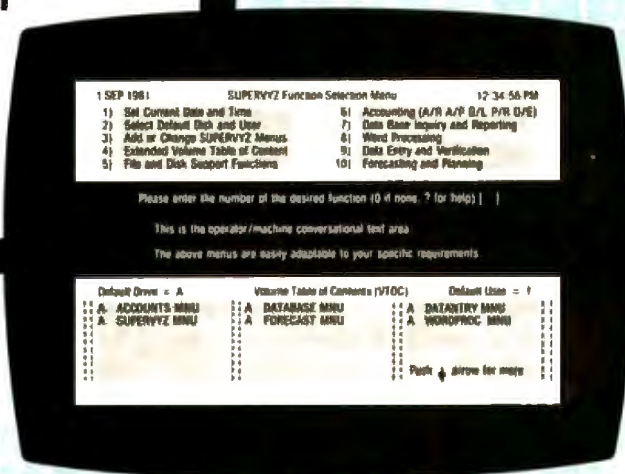 1 SEP 1981 SUPERVYZ Function Selection Menu 12:34:56 PM
1) Set Current Date and Time 6) Accounting (A/R A/P G/L P/R O/E)
2) Select Default Disk and User 7) Data Base Inquiry and Reporting
3) Add or Change SUPERVYZ Menus 8) Word Processing
4) Extended Volume Table of Content 9) Data Entry and Verification
5) File and Disk Support Functions 10) Forecasting and Planning
Please enter the number of the desired function (0 if none, ? for help) [ ]
This is the operator/machine conversational text area
The above menus are easily adaptable to your specific requirements
Default Drive = A Volume Table of Contents (VTOC) Default User = 1
A ACCOUNTS MNU A DATABASE MNU A DATANTRY MNU
A SUPERVYZ MNU A FORECAST MNU A WORDPROC MNU
Push ↓ arrow for more